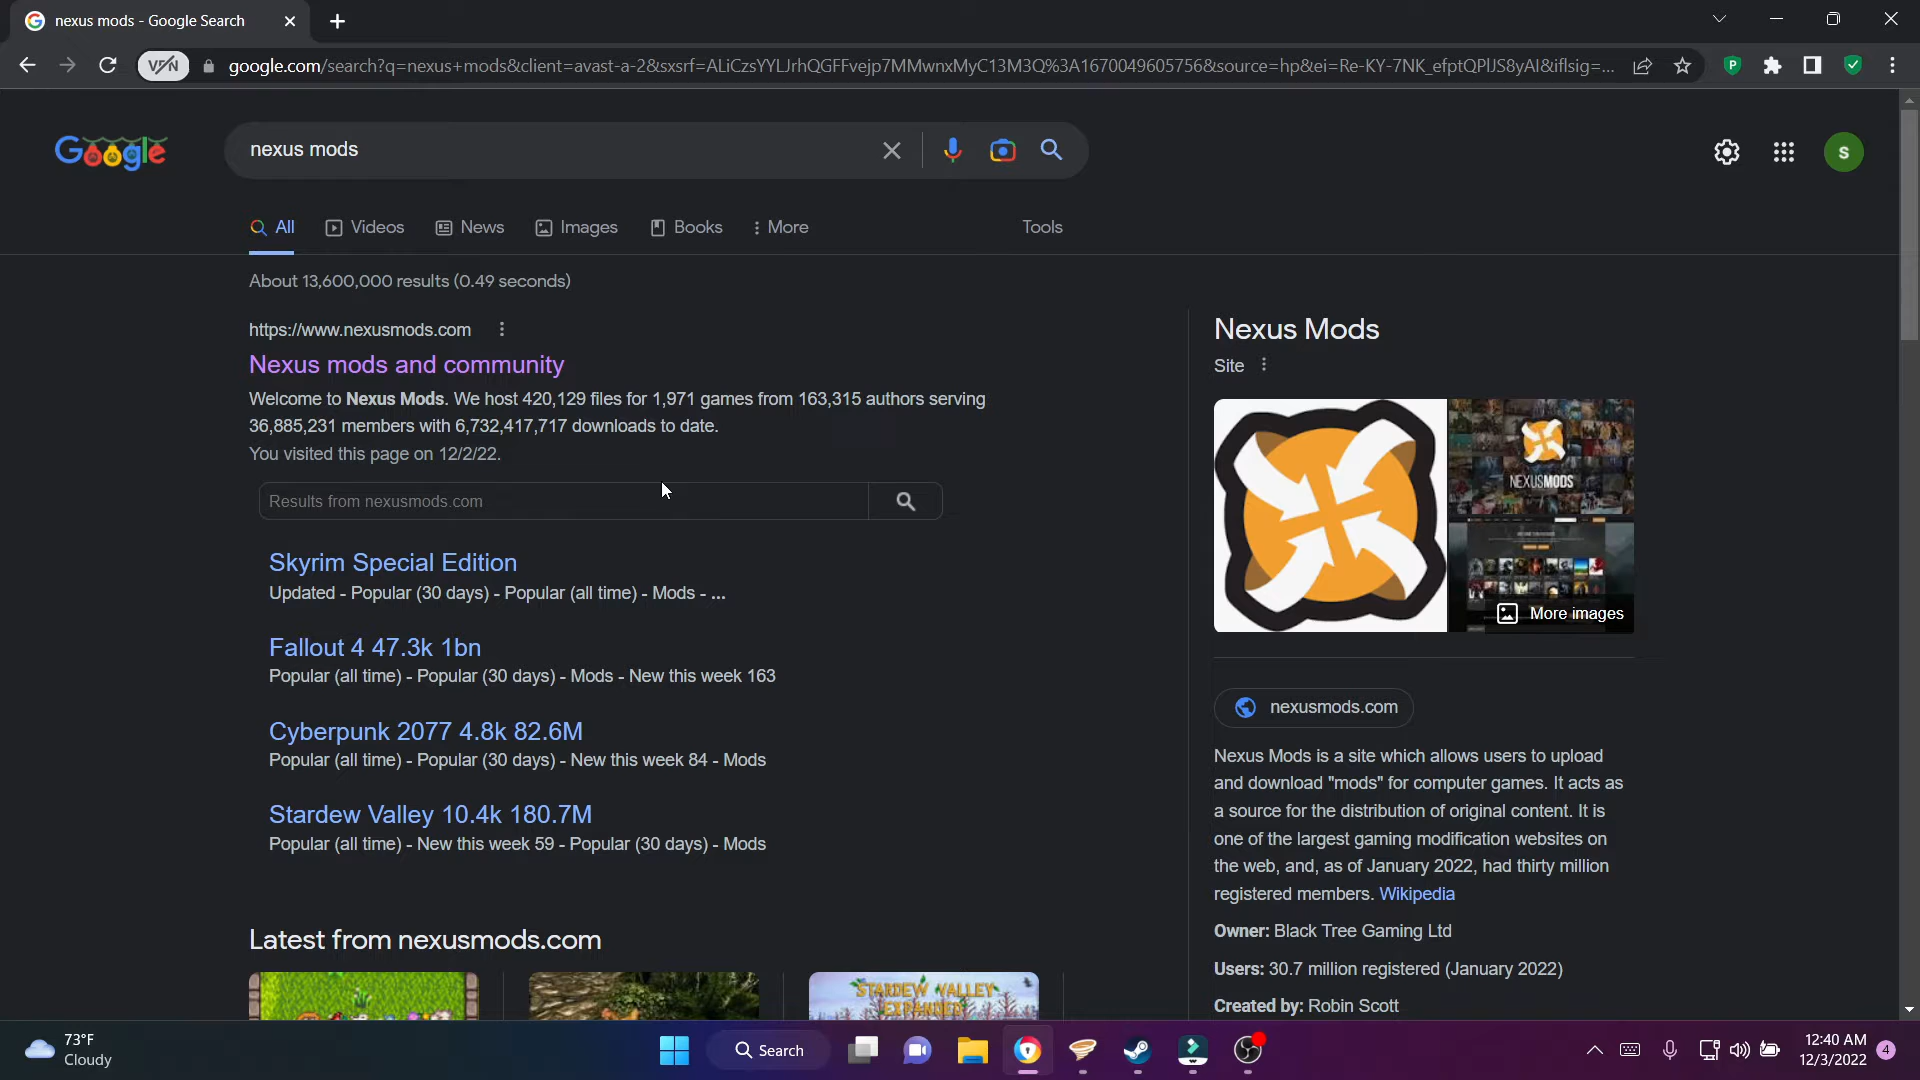 nexus mods - Google Search
VPN
google.com/search?q=nexus+mods&client=avast-a-2&sxsrf=ALiCzsYYLJrhQGFFvejp7MMwnxMyC13M3Q%3A1670049605756&source=hp&ei=Re-KY-7NK_efptQPlJS8yAI&iflsig=...
P
Google
nexus mods
S
All
Videos
News
Images
Books
More
Tools
About 13,600,000 results (0.49 seconds)
https://www.nexusmods.com
Nexus mods and community
Welcome to Nexus Mods. We host 420,129 files for 1,971 games from 163,315 authors serving
36,885,231 members with 6,732,417,717 downloads to date.
You visited this page on 12/2/22.
Results from nexusmods.com
Skyrim Special Edition
Updated - Popular (30 days) - Popular (all time) - Mods - ...
Fallout 4 47.3k 1bn
Popular (all time) - Popular (30 days) - Mods - New this week 163
Cyberpunk 2077 4.8k 82.6M
Popular (all time) - Popular (30 days) - New this week 84 - Mods
Stardew Valley 10.4k 180.7M
Popular (all time) - New this week 59 - Popular (30 days) - Mods
Latest from nexusmods.com
STARDEW VALLEY
EXPANDED
Nexus Mods
Site
NEXUSMODS
More images
nexusmods.com
Nexus Mods is a site which allows users to upload
and download "mods" for computer games. It acts as
a source for the distribution of original content. It is
one of the largest gaming modification websites on
the web, and, as of January 2022, had thirty million
registered members. Wikipedia
Owner: Black Tree Gaming Ltd
Users: 30.7 million registered (January 2022)
Created by: Robin Scott
73°F
Cloudy
Search
12:40 AM
12/3/2022
4